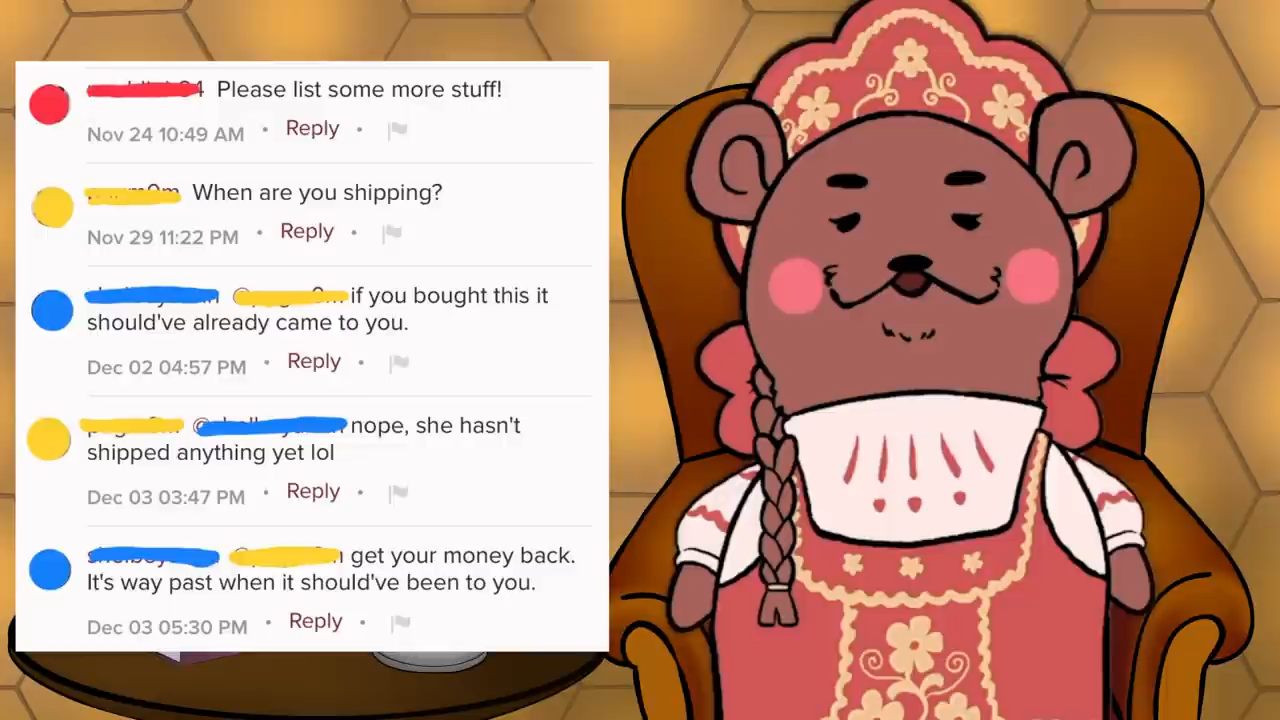 Please list some more stuff!
Nov 24 10:49 AM • Reply •
When are you shipping?
Nov 29 11:22 PM • Reply •
if you bought this it
should've already came to you.
Dec 02 04:57 PM • Reply •
nope, she hasn't
shipped anything yet lol
Dec 03 03:47 PM • Reply •
get your money back.
It's way past when it should've been to you.
Dec 03 05:30 PM • Reply •